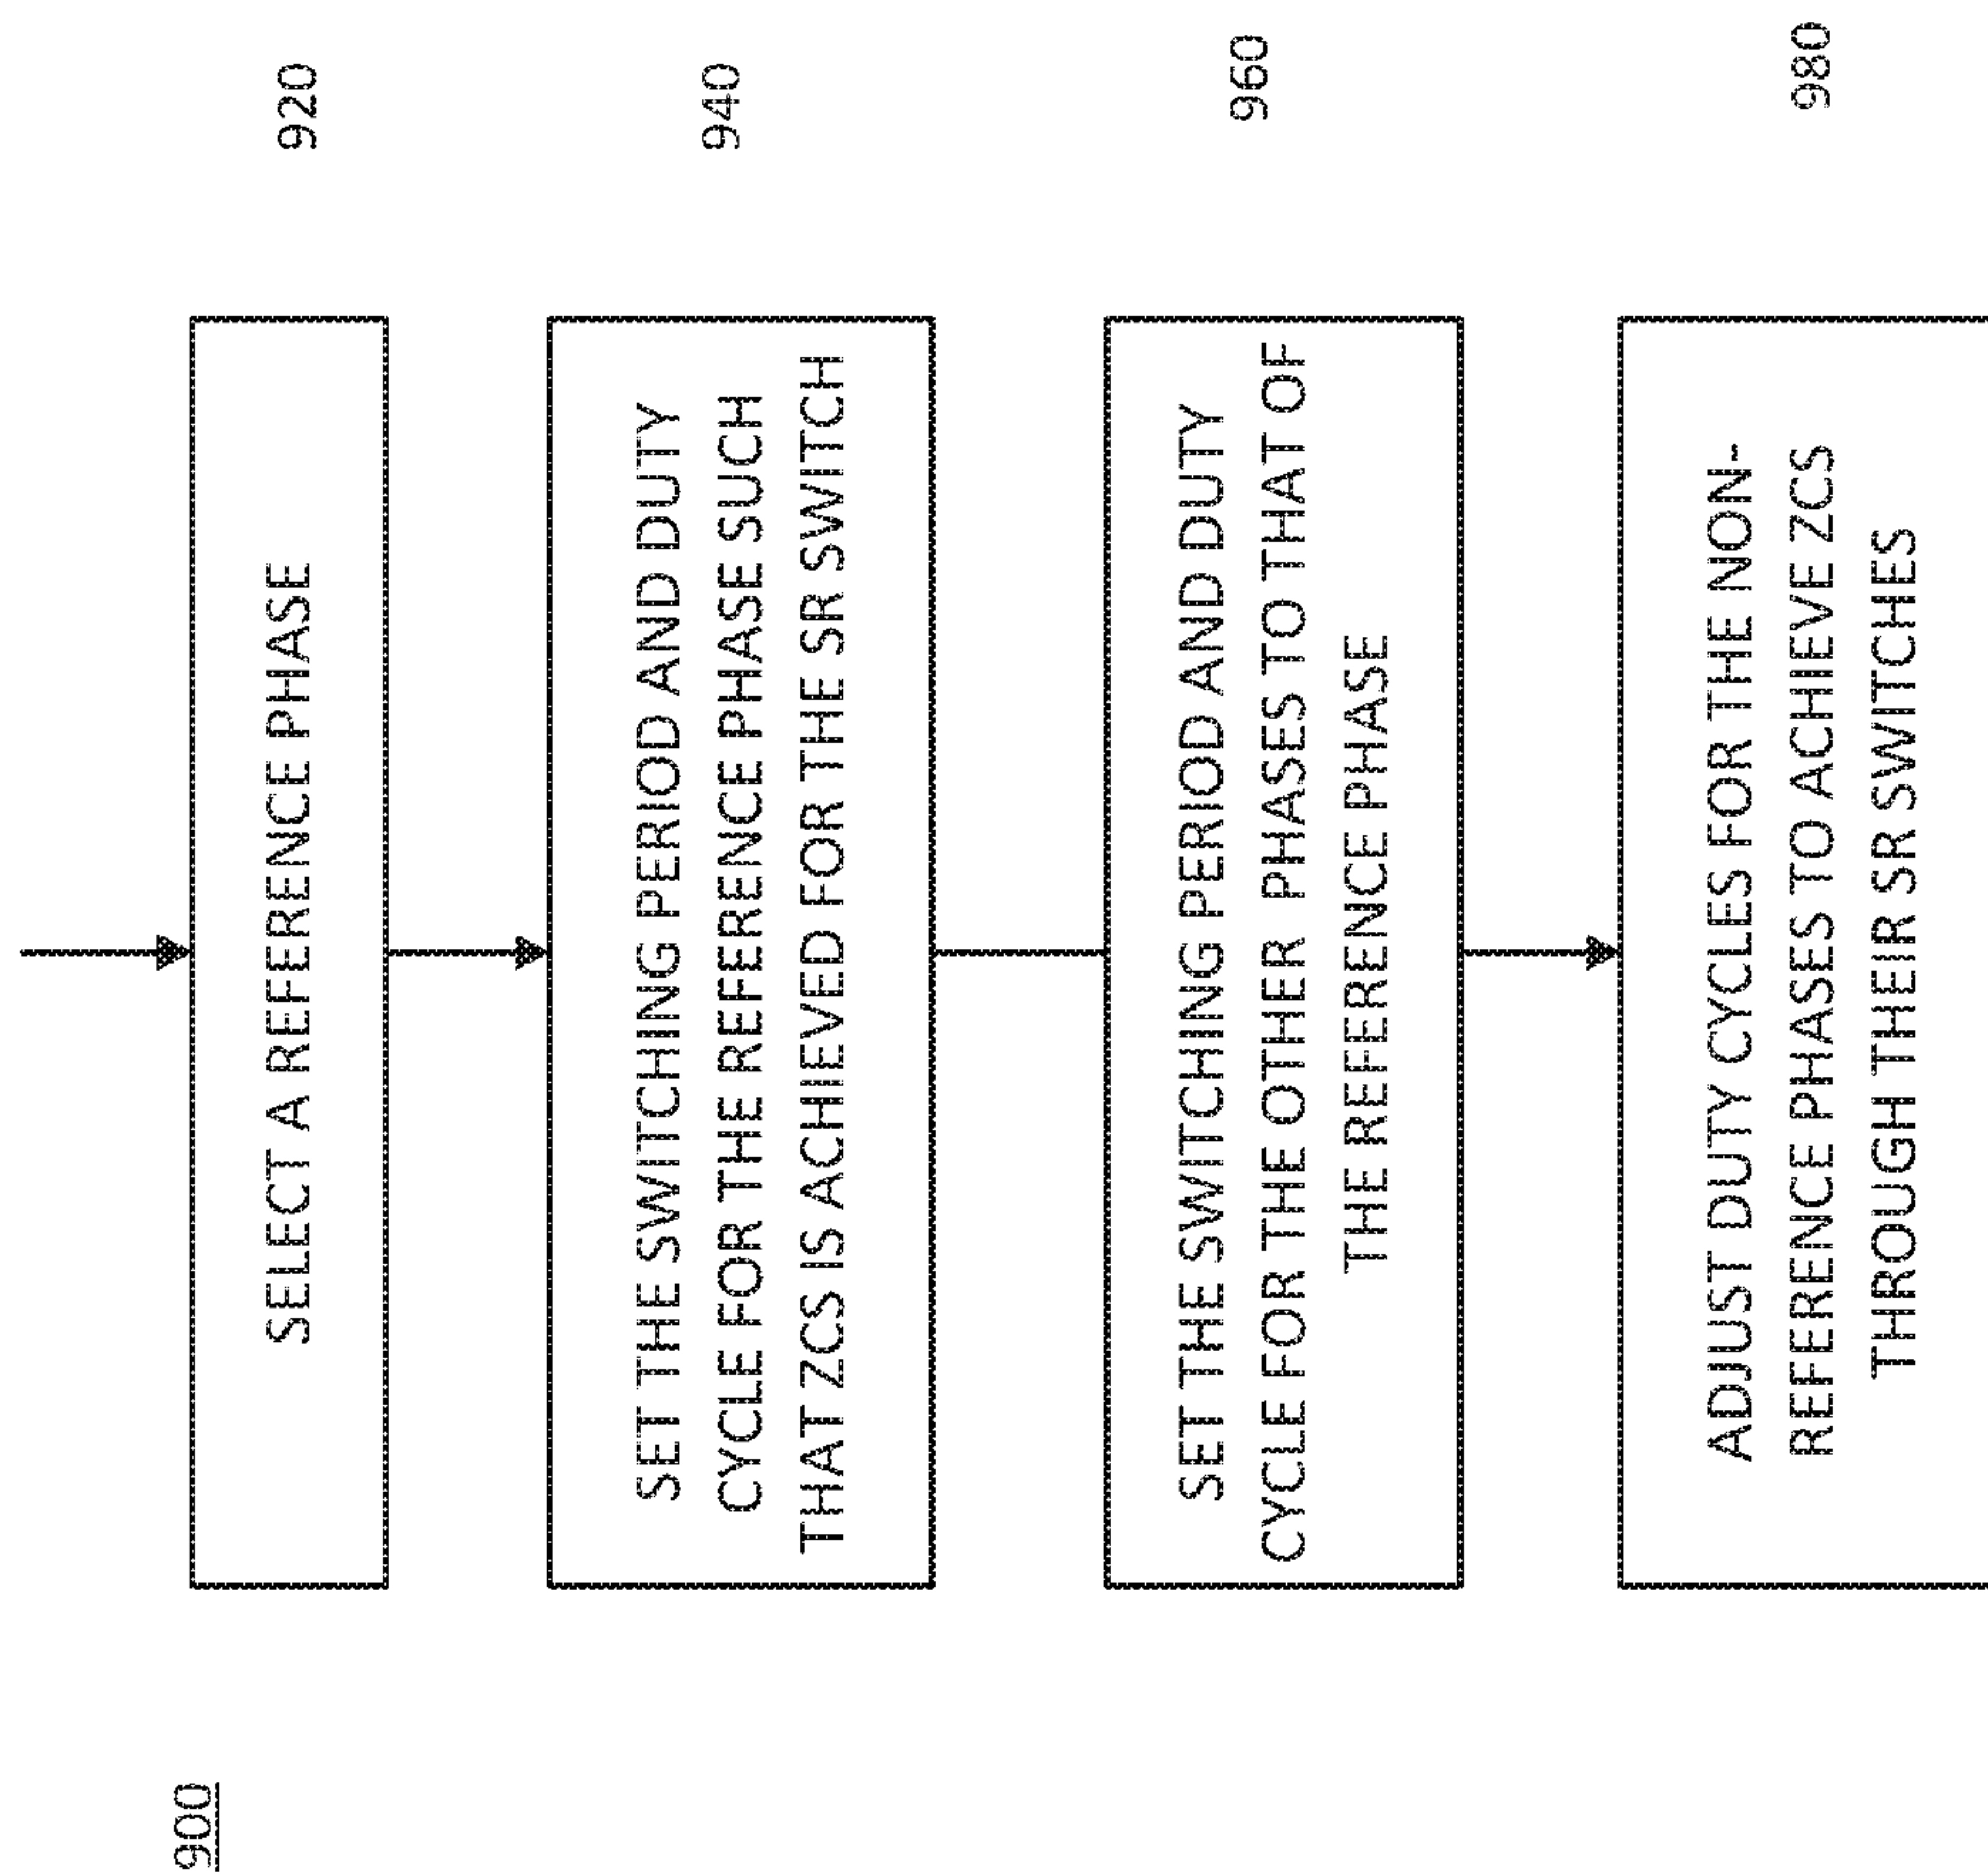 900
SELECT A REFERENCE PHASE
920
SET THE SWITCHING PERIOD AND DUTY
CYCLE FOR THE REFERENCE PHASE SUCH
THAT ZCS IS ACHIEVED FOR THE SR SWITCH
940
SET THE SWITCHING PERIOD AND DUTY
CYCLE FOR THE OTHER PHASES TO THAT OF
THE REFERENCE PHASE
960
ADJUST DUTY CYCLES FOR THE NON-
REFERENCE PHASES TO ACHIEVE ZCS
THROUGH THEIR SR SWITCHES
980